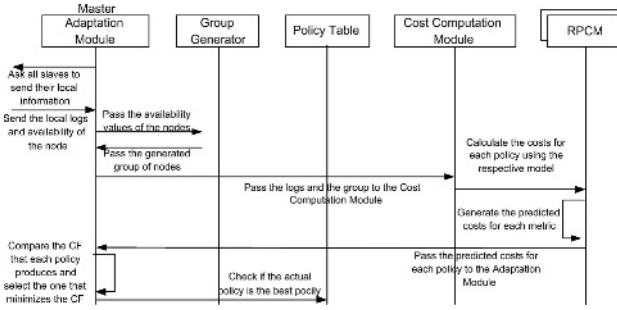 Master
Adaptation
Module
Group
Generator
Policy Table
Cost Computation
Module
RPCM
Ask all slaves to
send their local
information
Send the local logs
and availability of
the node
Pass the availability
values of the nodes
Pass the generated
group of nodes
Pass the logs and the group to the Cost
Computation Module
Calculate the costs for
each policy using the
respective model
Generate the predicted
costs for each metric
Compare the CF
that each policy
produces and
select the one that
minimizes the CF
Pass the predicted costs for
each policy to the Adaptation
Module
Check if the actual
policy is the best pocily